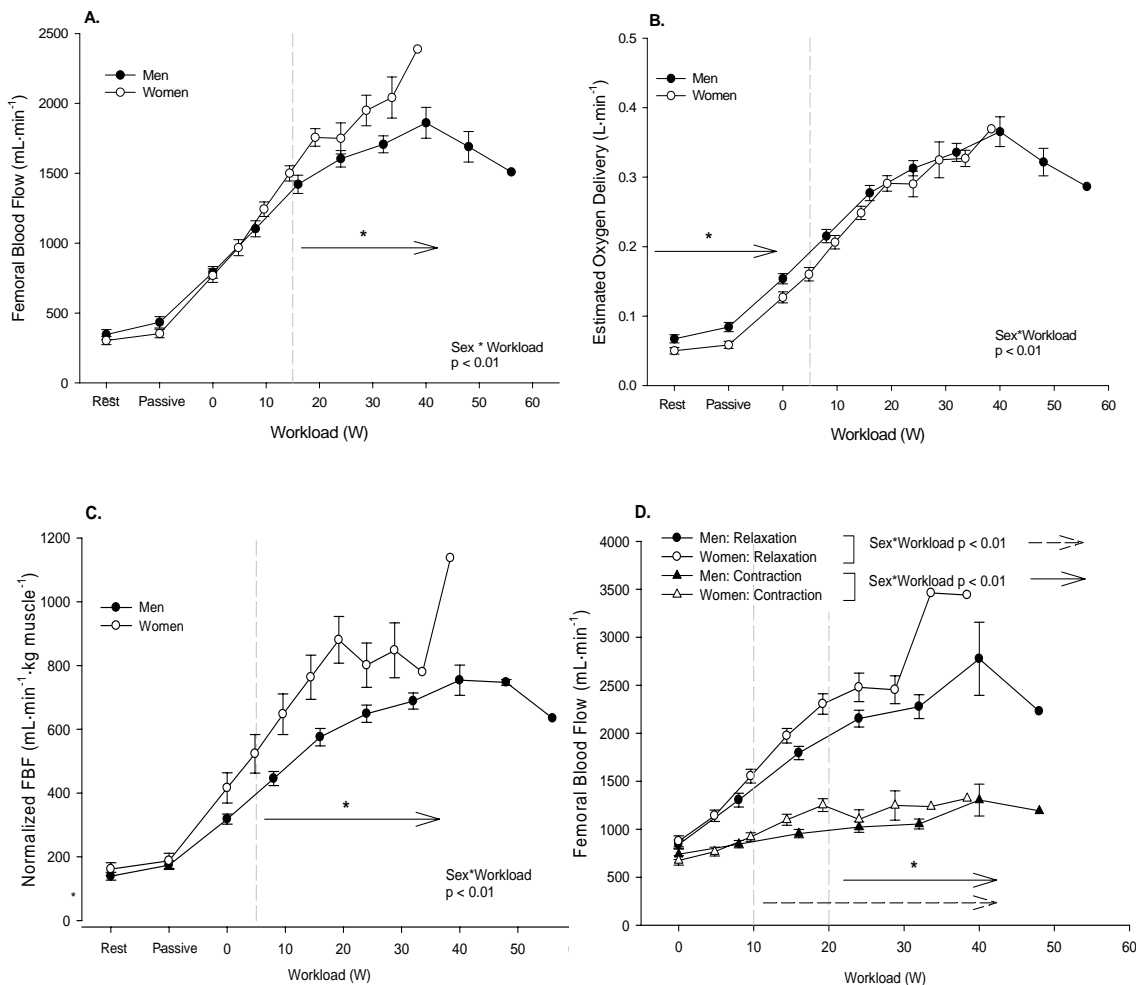 A.
Femoral Blood Flow (mL·min⁻¹)
2500
2000
1500
1000
500
0
Men
Women
*
Sex * Workload
p < 0.01
Rest Passive 0 10 20 30 40 50 60
Workload (W)
B.
Estimated Oxygen Delivery (L·min⁻¹)
0.5
0.4
0.3
0.2
0.1
0.0
Men
Women
*
Sex*Workload
p < 0.01
Rest Passive 0 10 20 30 40 50 60
Workload (W)
C.
Normalized FBF (mL·min⁻¹·kg muscle⁻¹)
1200
1000
800
600
400
200
0
Men
Women
*
*
Sex*Workload
p < 0.01
Rest Passive 0 10 20 30 40 50
Workload (W)
D.
Men: Relaxation
Women: Relaxation
Sex*Workload p < 0.01
Men: Contraction
Women: Contraction
Sex*Workload p < 0.01
Femoral Blood Flow (mL·min⁻¹)
4000
3500
3000
2500
2000
1500
1000
500
0
*
0 10 20 30 40 50 60
Workload (W)